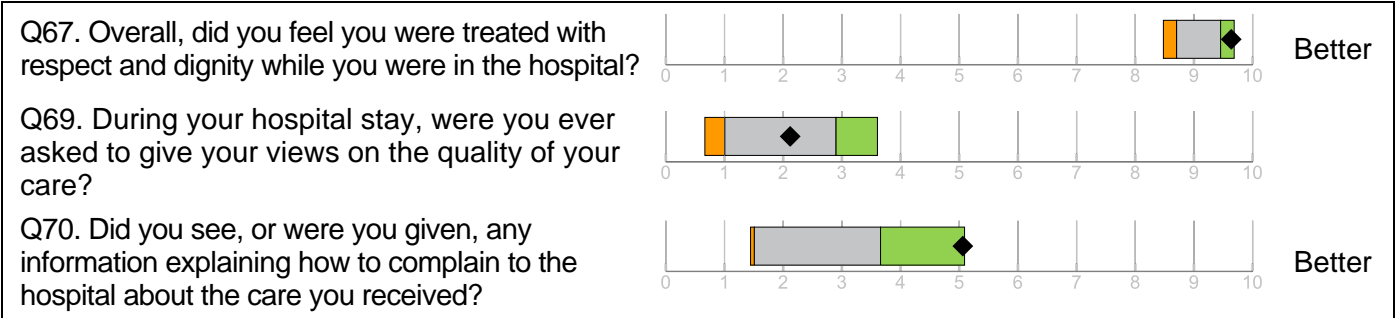 Q67. Overall, did you feel you were treated with
respect and dignity while you were in the hospital?
0 1 2 3 4 5 6 7 8 9 10
Better
Q69. During your hospital stay, were you ever
asked to give your views on the quality of your
care?
0 1 2 3 4 5 6 7 8 9 10
Q70. Did you see, or were you given, any
information explaining how to complain to the
hospital about the care you received?
0 1 2 3 4 5 6 7 8 9 10
Better